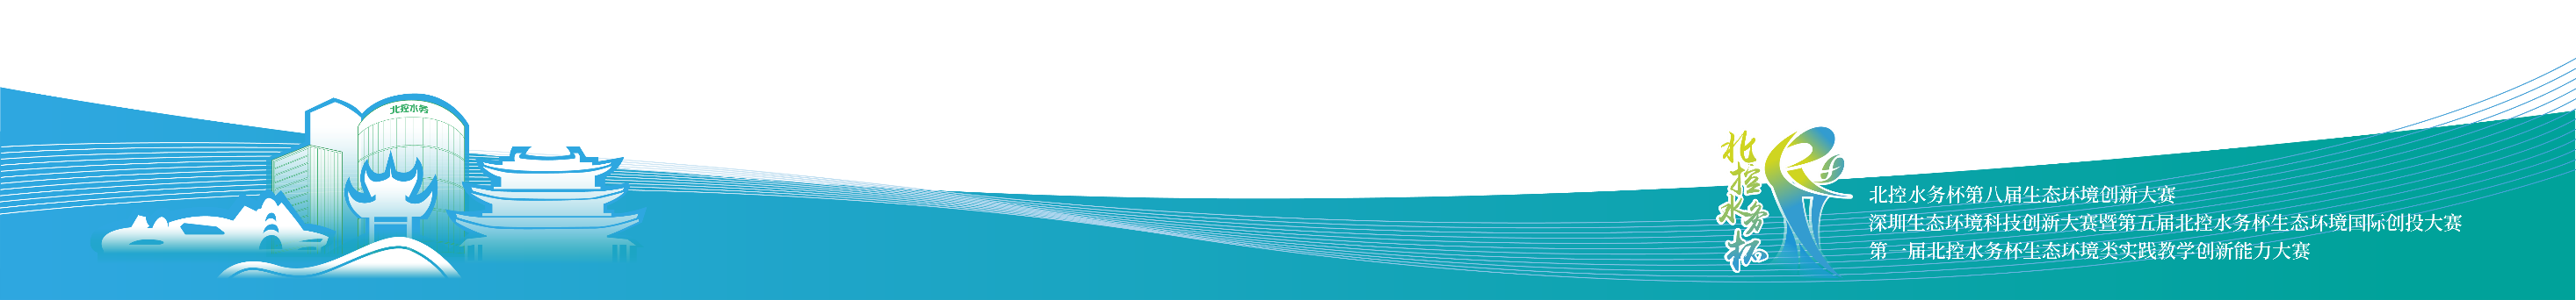 北控水务
北控水务杯
北控水务杯第八届生态环境创新大赛
深圳生态环境科技创新大赛暨第五届北控水务杯生态环境国际创投大赛
第一届北控水务杯生态环境类实践教学创新能力大赛